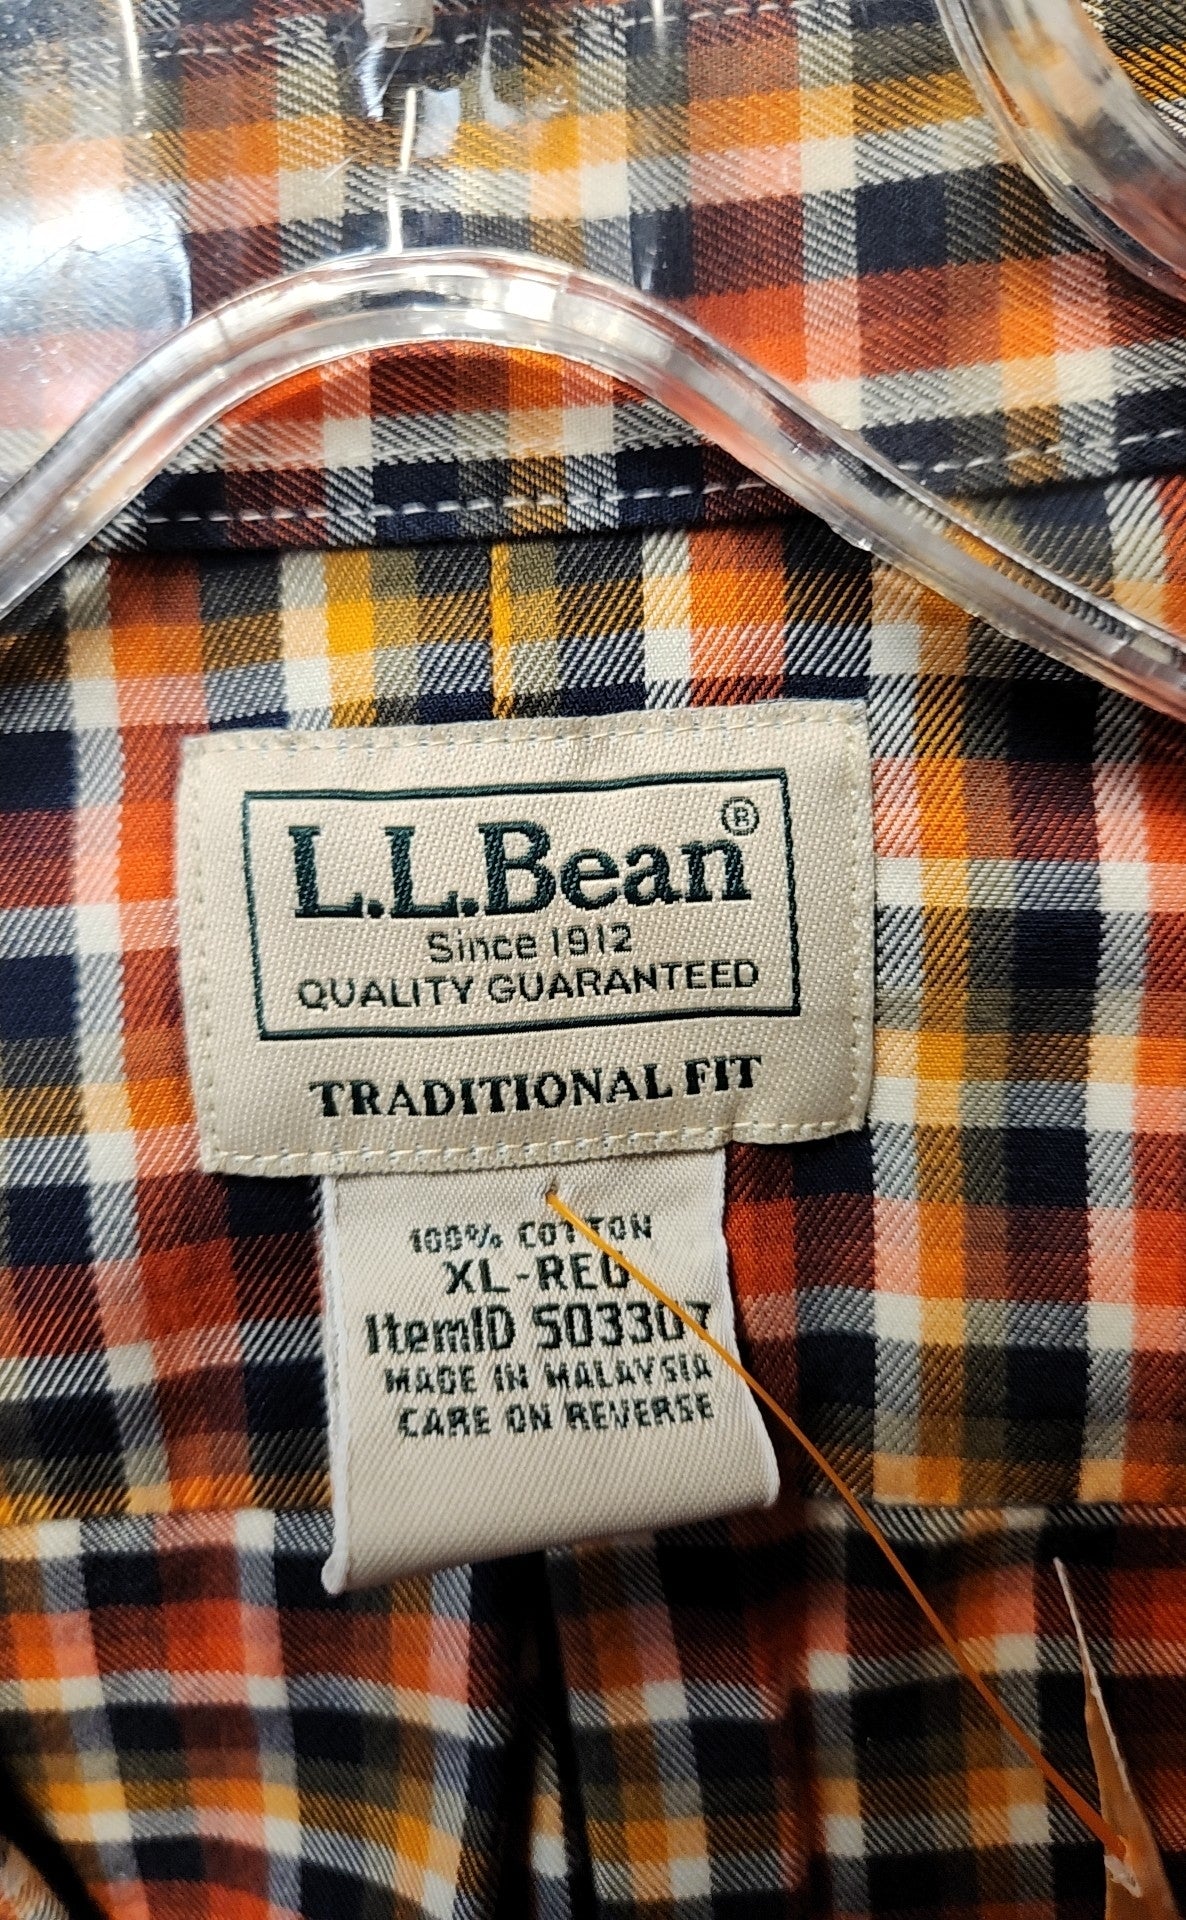 L.L.Bean®
Since 1912
QUALITY GUARANTEED
TRADITIONAL FIT
100% COTTON
XL-REG
ItemID 503307
MADE IN MALAYSIA
CARE ON REVERSE